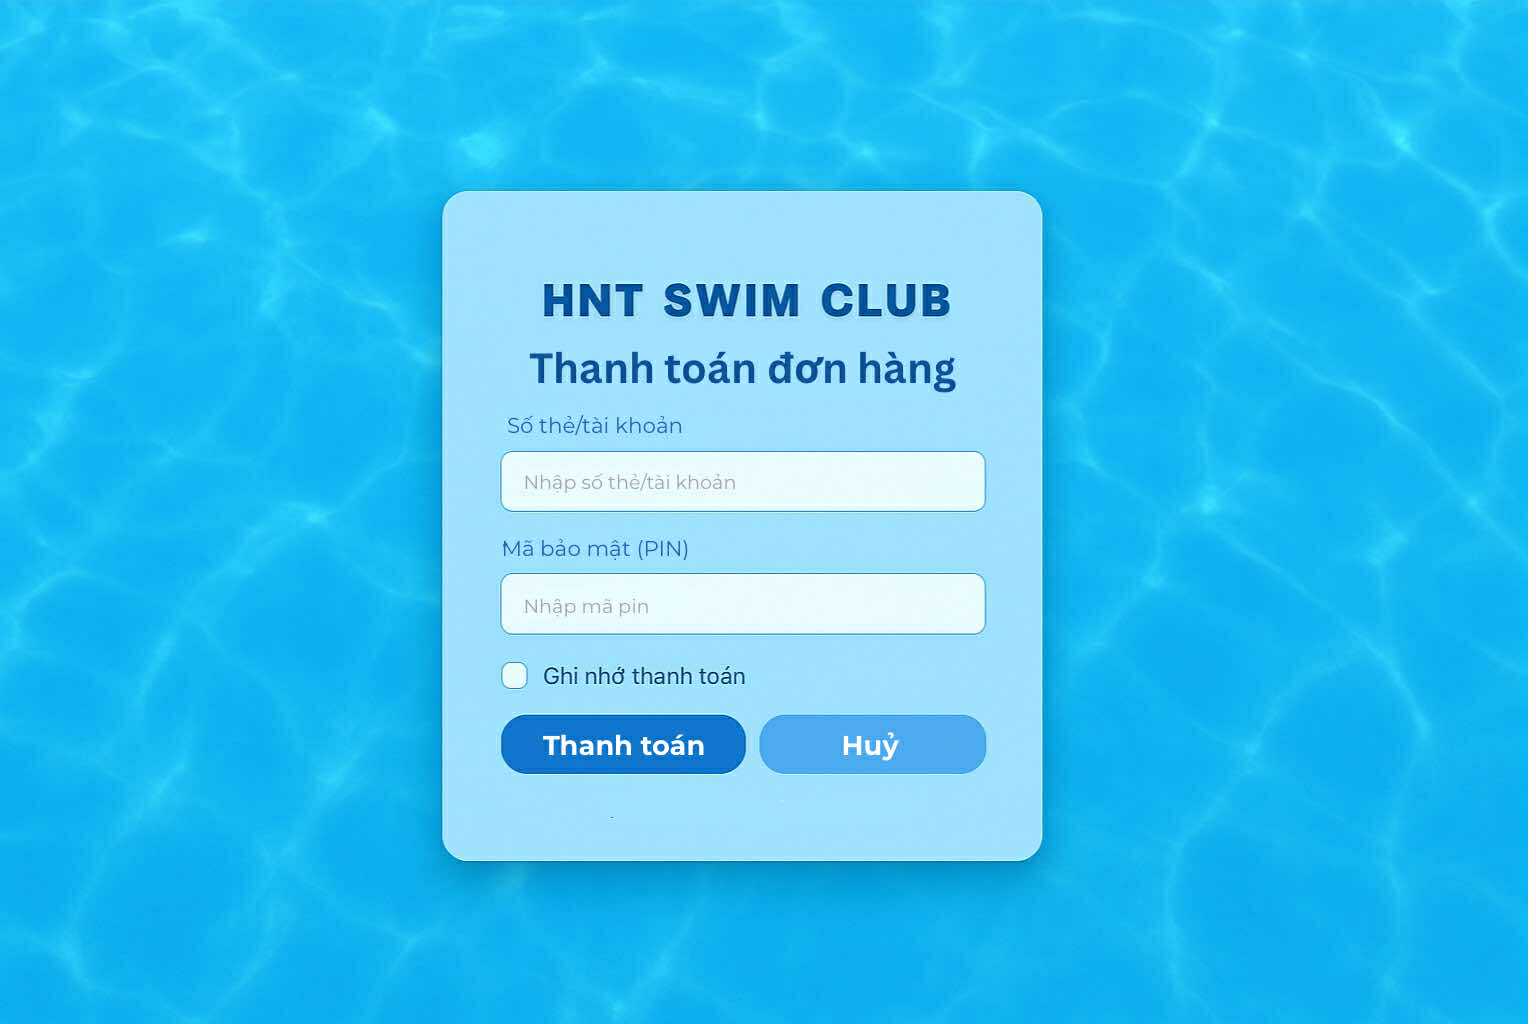 HNT SWIM CLUB
Thanh toán đơn hàng
Số thẻ/tài khoản
Nhập số thẻ/tài khoản
Mã bảo mật (PIN)
Nhập mã pin
Ghi nhớ thanh toán
Thanh toán
Huỷ